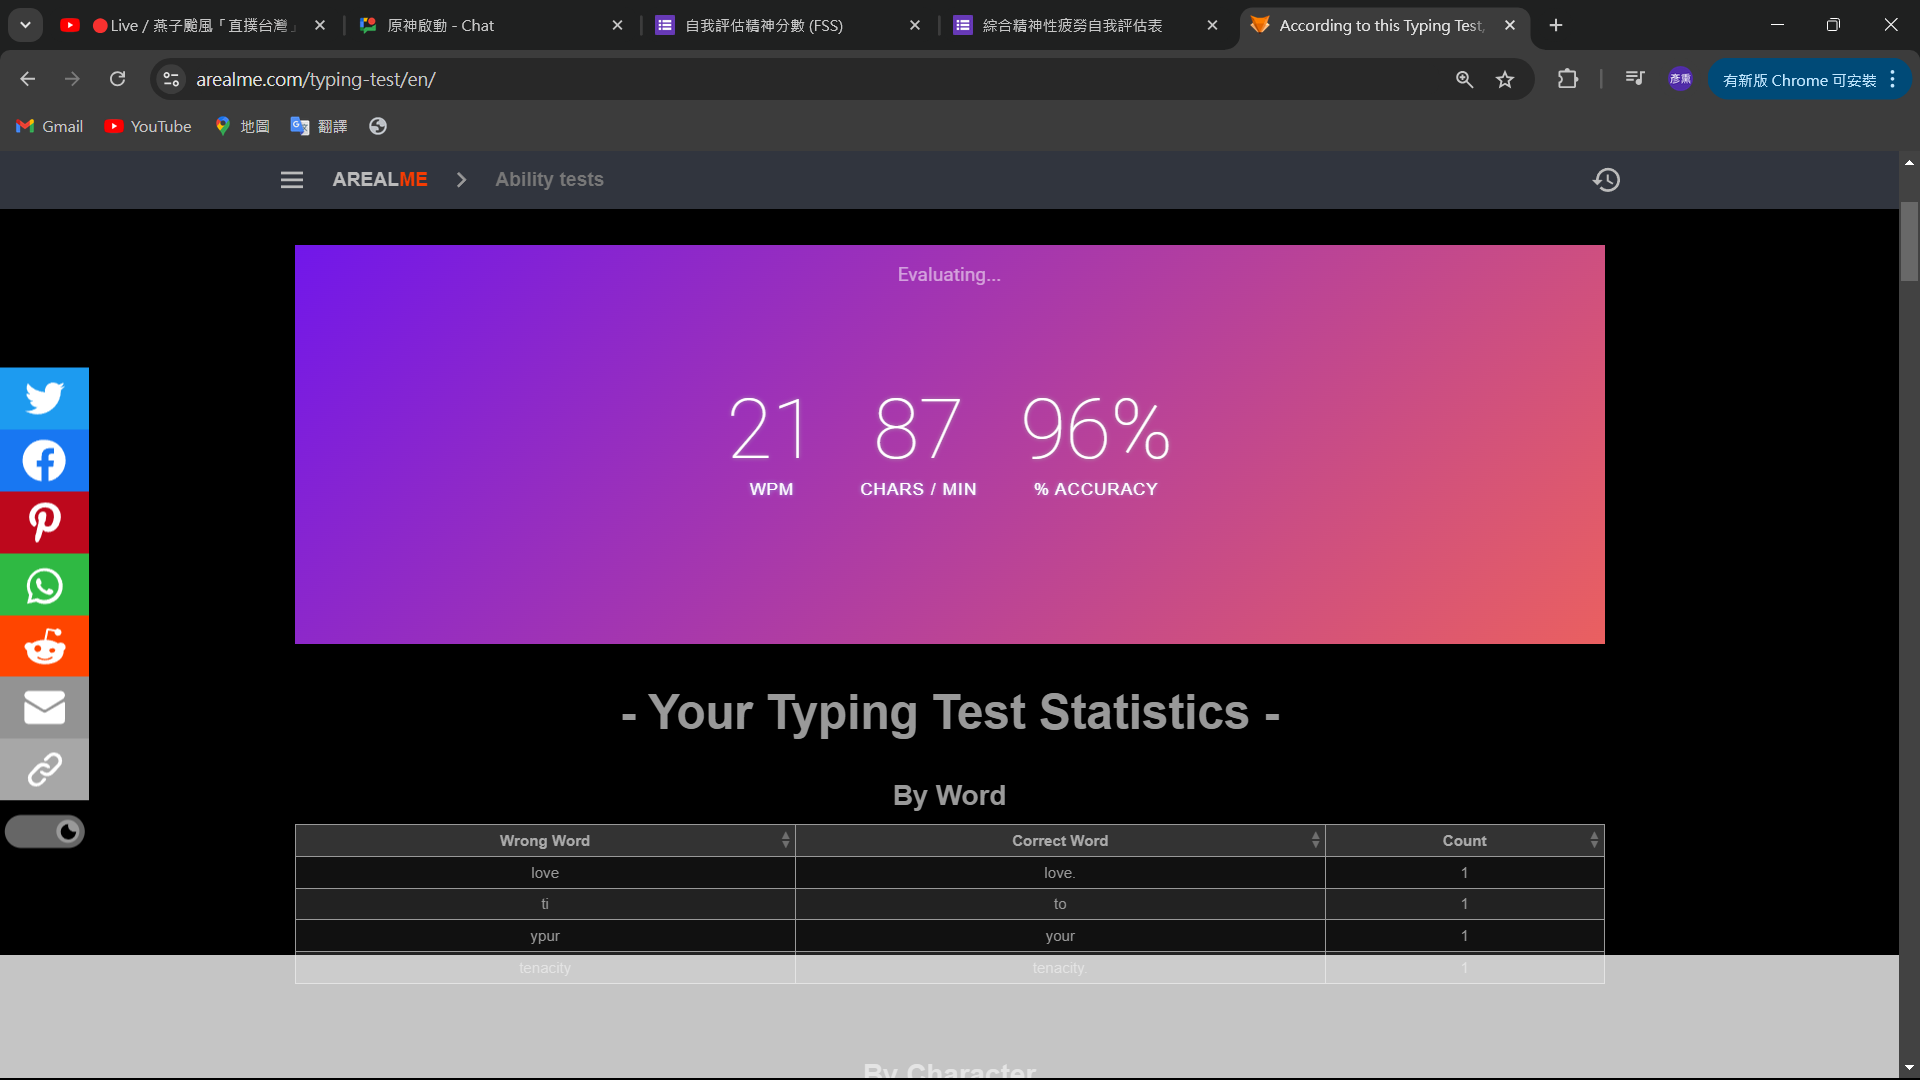 Live / 燕子颱風「直撲台灣」
原神啟動 - Chat
自我評估精神分數 (FSS)
綜合精神性疲勞自我評估表
According to this Typing Test,
arealme.com/typing-test/en/
彥熏
有新版 Chrome 可安裝
Gmail
YouTube
地圖
翻譯
AREALME
Ability tests
Evaluating...
21 87 96%
WPM CHARS / MIN % ACCURACY
- Your Typing Test Statistics -
By Word
Wrong Word Correct Word Count
love love. 1
ti to 1
ypur your 1
tenacity tenacity. 1
By Character